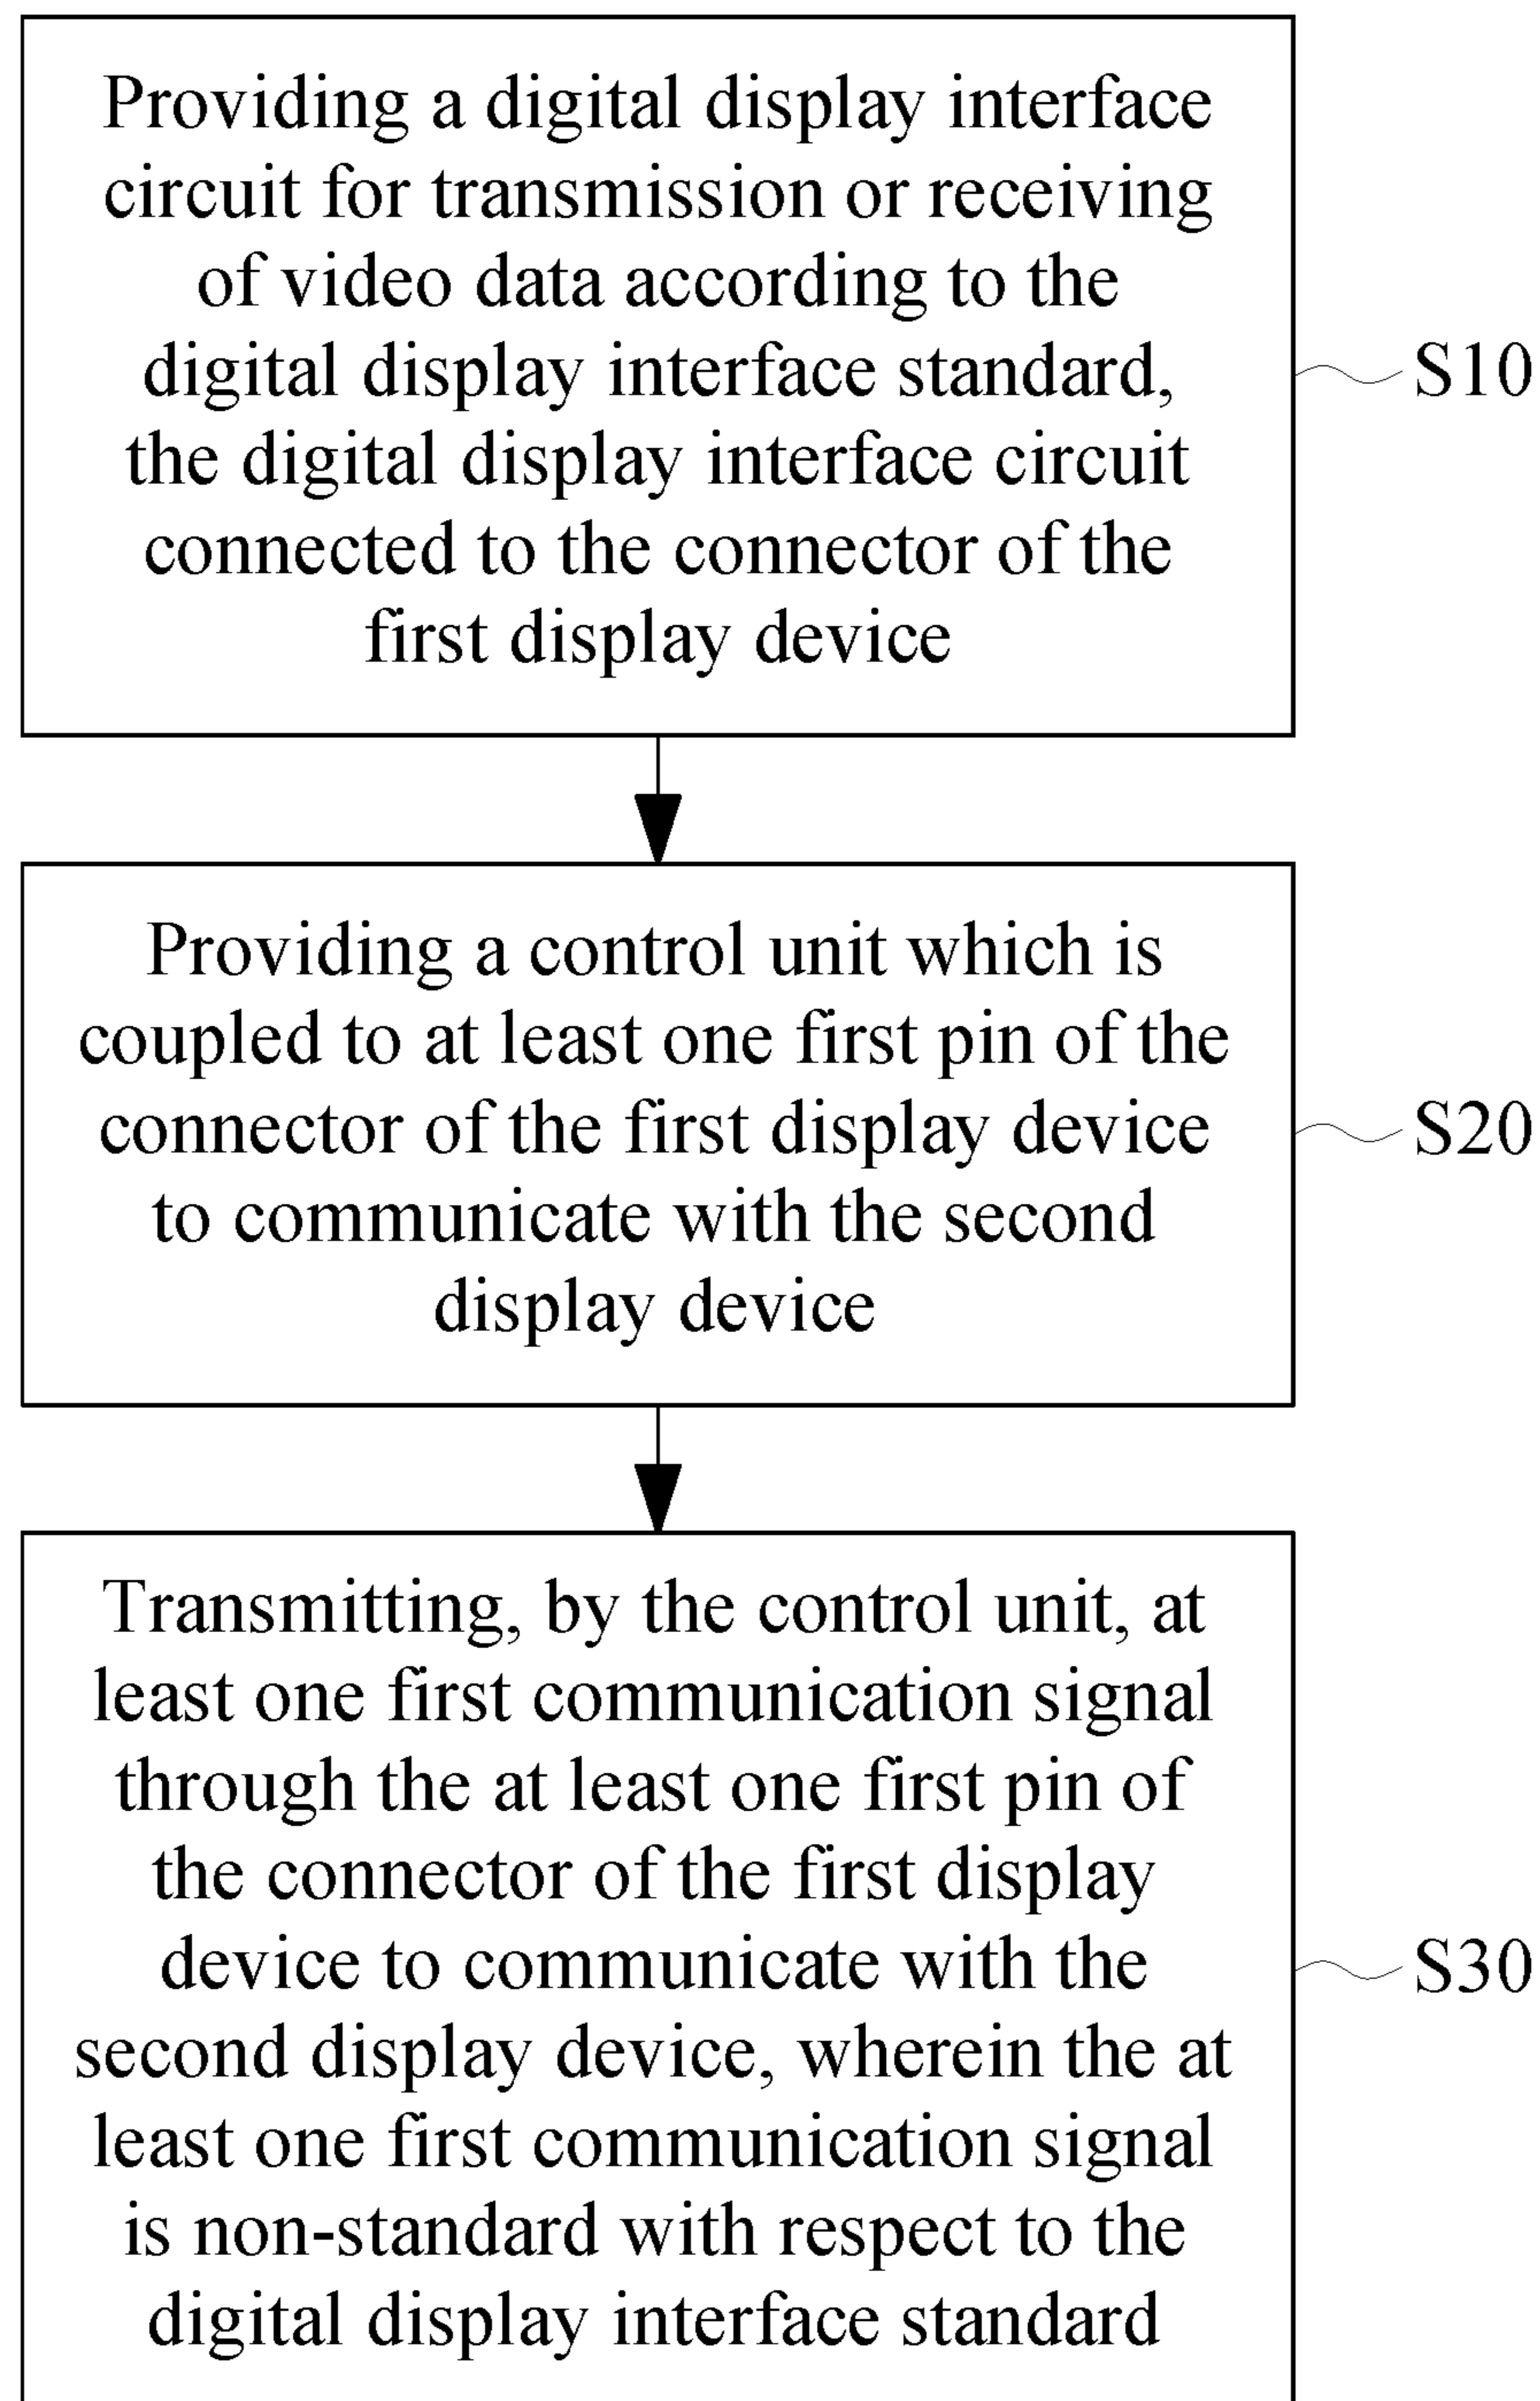 Providing a digital display interface
circuit for transmission or receiving
of video data according to the
digital display interface standard,
the digital display interface circuit
connected to the connector of the
first display device
S10
Providing a control unit which is
coupled to at least one first pin of the
connector of the first display device
to communicate with the second
display device
S20
Transmitting, by the control unit, at
least one first communication signal
through the at least one first pin of
the connector of the first display
device to communicate with the
second display device, wherein the at
least one first communication signal
is non-standard with respect to the
digital display interface standard
S30